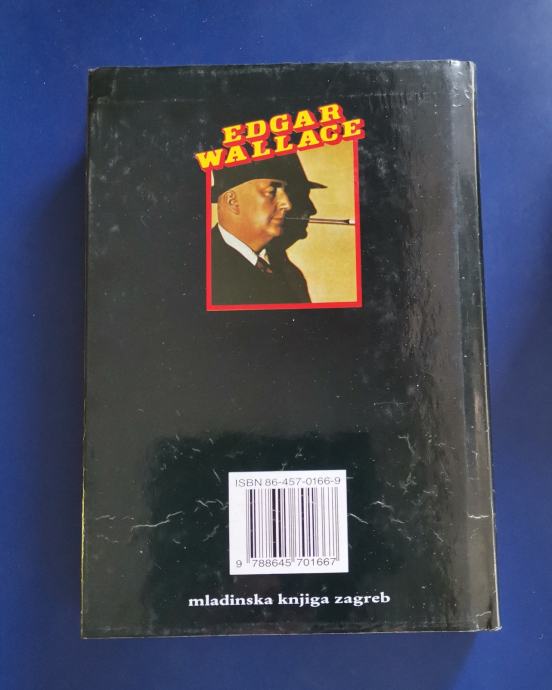 EDGAR
WALLACE
ISBN 86-457-0166-9
9 788645 701667
mladinska knjiga zagreb